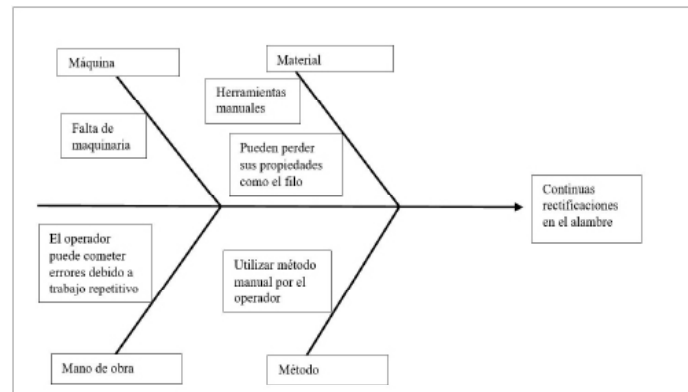 Máquina
Material
Herramientas
manuales
Falta de
maquinaria
Pueden perder
sus propiedades
como el filo
Continuas
rectificaciones
en el alambre
El operador
puede cometer
errores debido a
trabajo repetitivo
Utilizar método
manual por el
operador
Mano de obra
Método